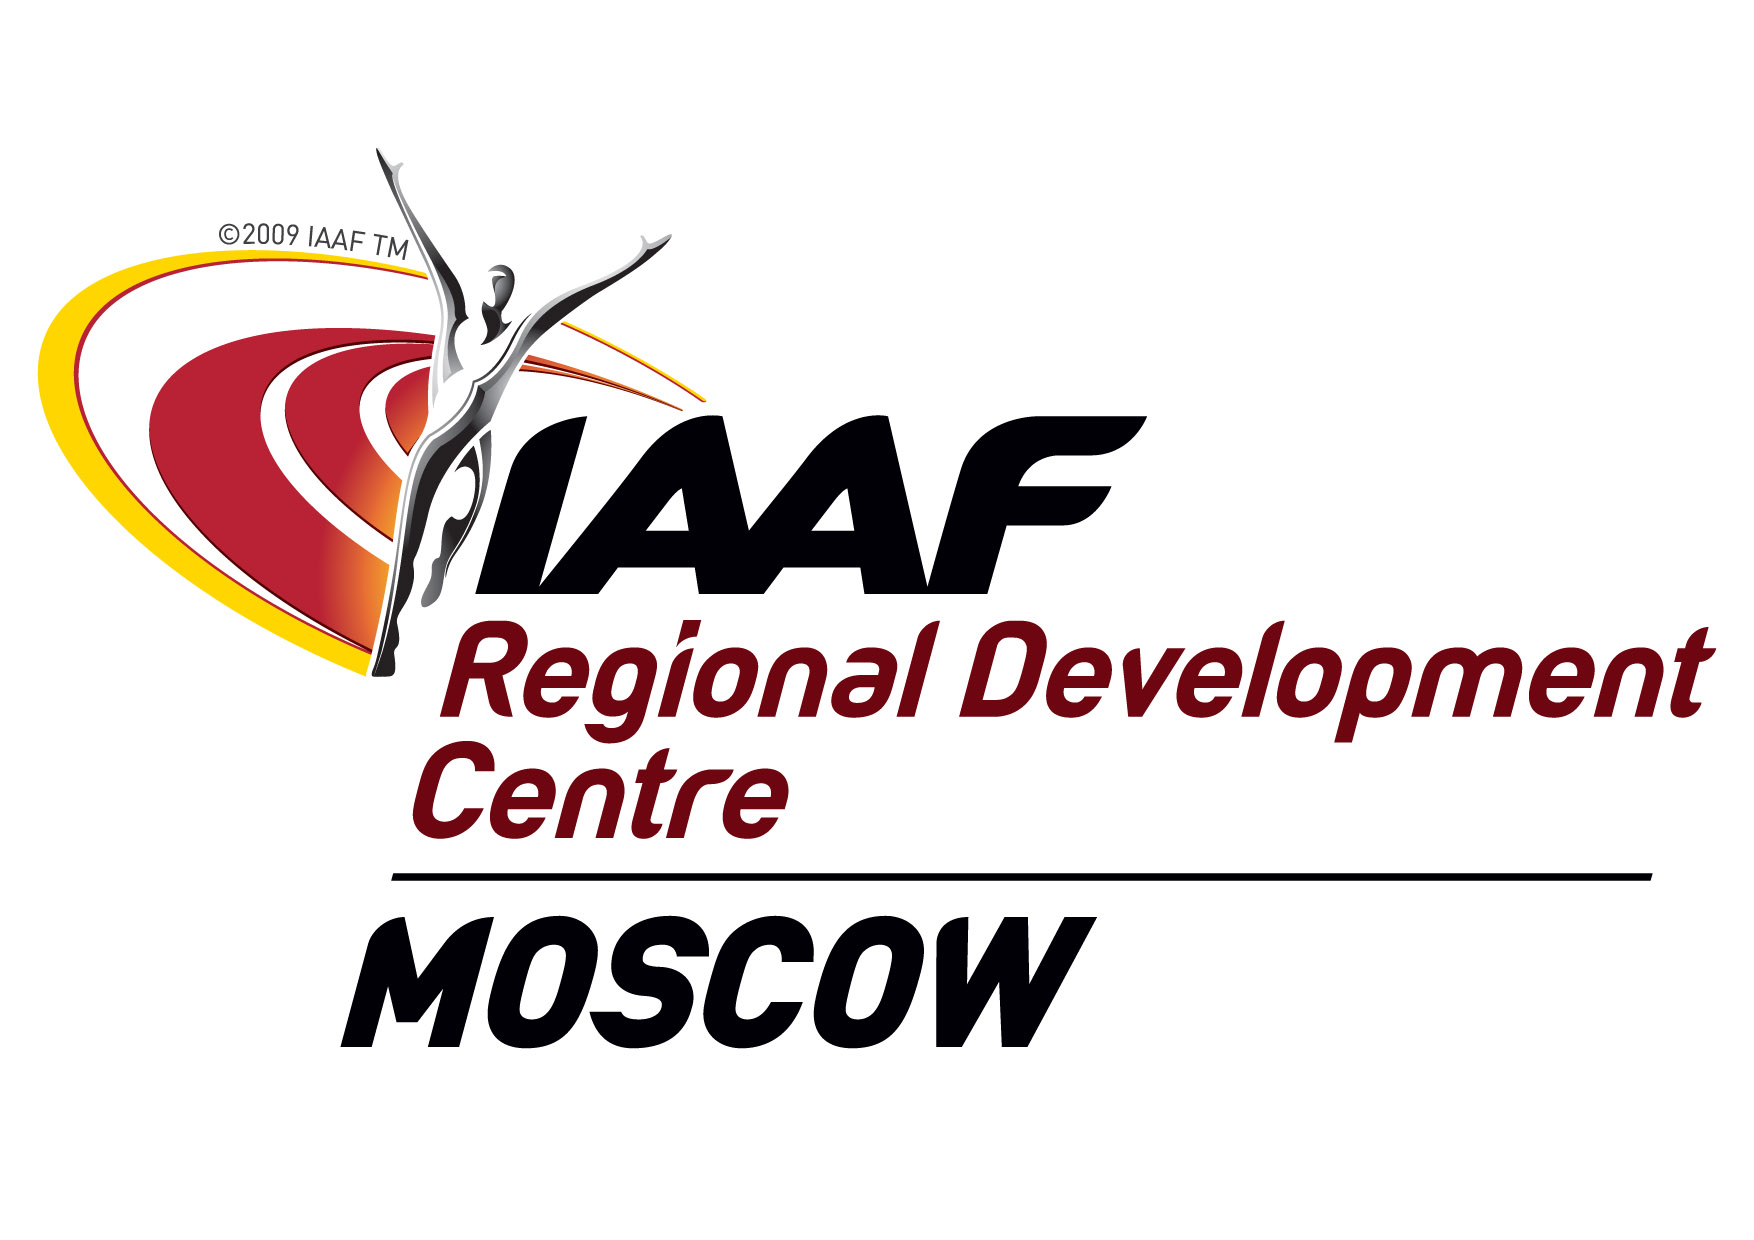 ©2009 IAAF TM
IAAF
Regional Development
Centre
MOSCOW